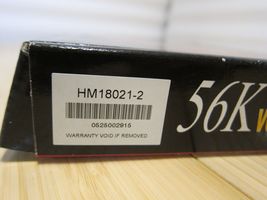 HM18021-2
0525002915
WARRANTY VOID IF REMOVED
56K